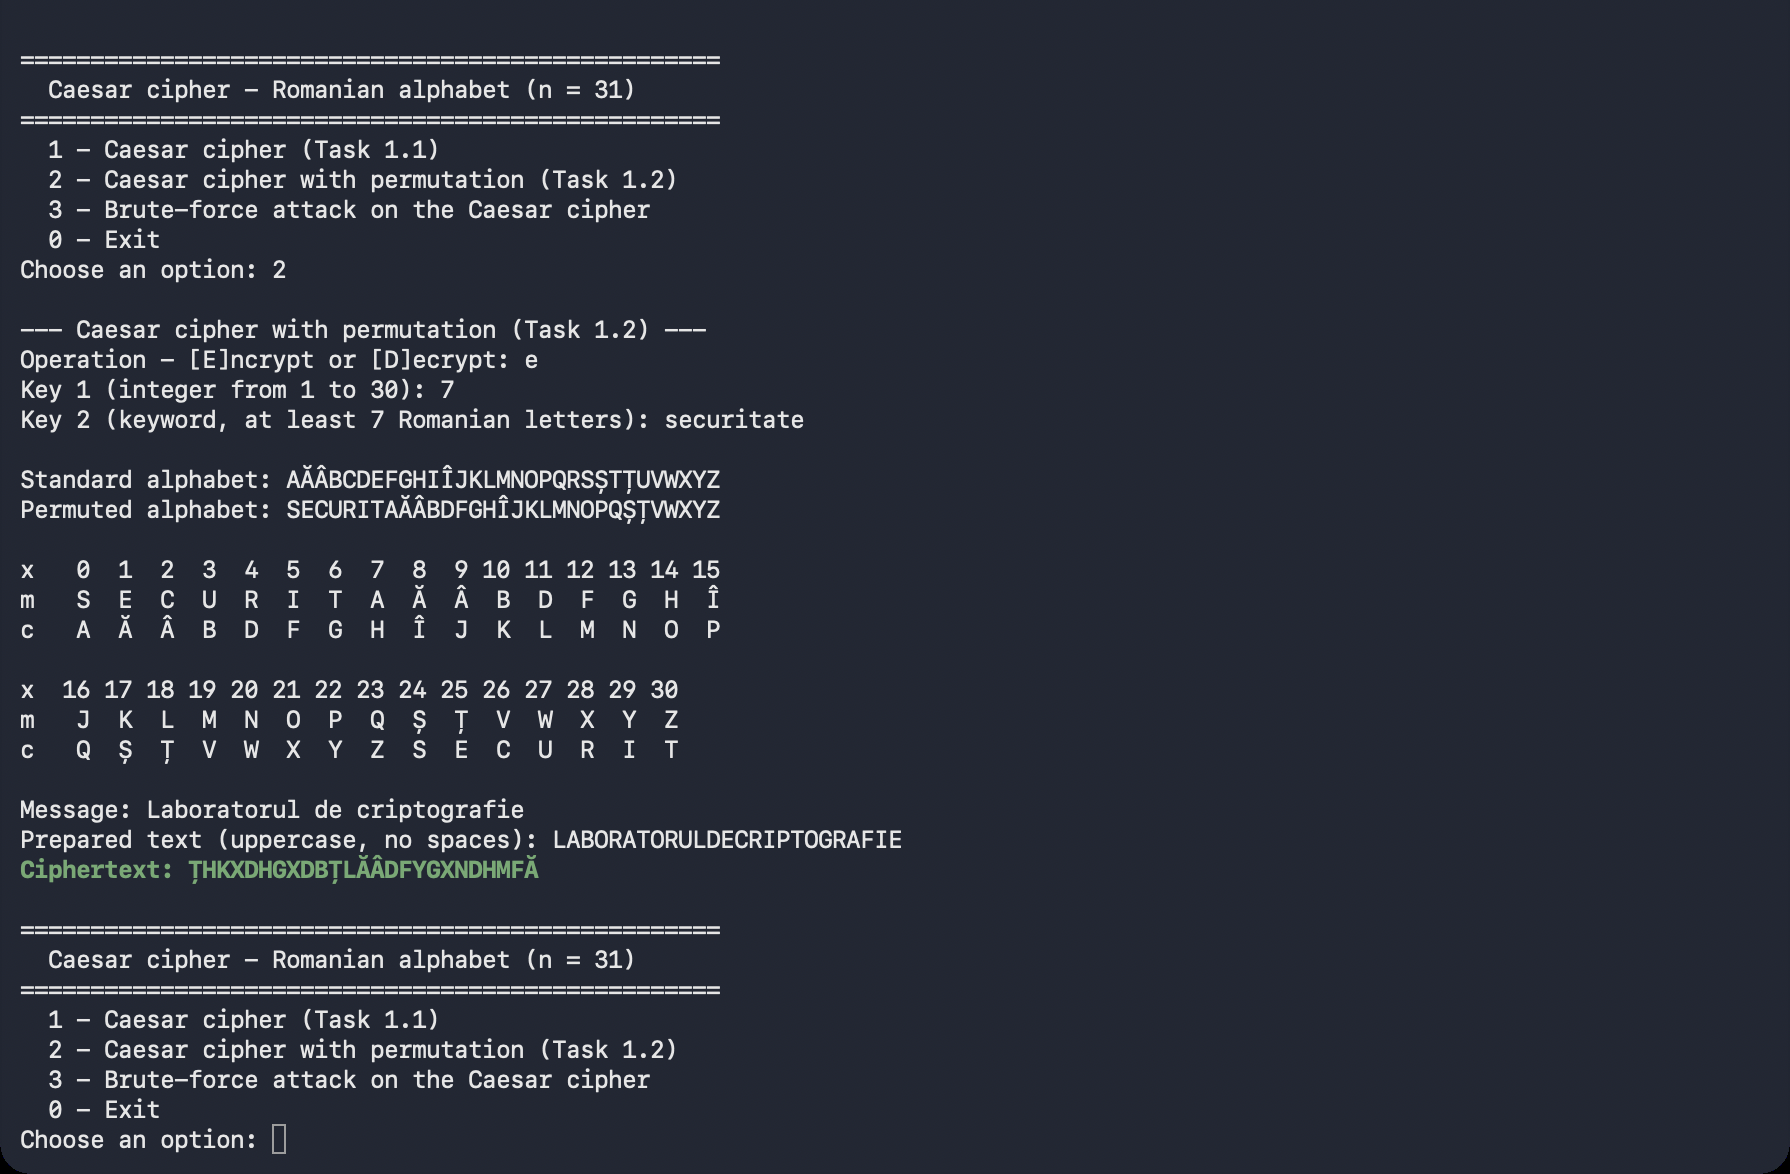 ==================================================
  Caesar cipher – Romanian alphabet (n = 31)
==================================================
  1 – Caesar cipher (Task 1.1)
  2 – Caesar cipher with permutation (Task 1.2)
  3 – Brute-force attack on the Caesar cipher
  0 – Exit
Choose an option: 2

--- Caesar cipher with permutation (Task 1.2) ---
Operation – [E]ncrypt or [D]ecrypt: e
Key 1 (integer from 1 to 30): 7
Key 2 (keyword, at least 7 Romanian letters): securitate

Standard alphabet: AĂÂBCDEFGHIÎJKLMNOPQRSȘTȚUVWXYZ
Permuted alphabet: SECURITAĂÂBDFGHÎJKLMNOPQȘȚVWXYZ

x   0  1  2  3  4  5  6  7  8  9 10 11 12 13 14 15
m   S  E  C  U  R  I  T  A  Ă  Â  B  D  F  G  H  Î
c   A  Ă  Â  B  D  F  G  H  Î  J  K  L  M  N  O  P

x  16 17 18 19 20 21 22 23 24 25 26 27 28 29 30
m   J  K  L  M  N  O  P  Q  Ș  Ț  V  W  X  Y  Z
c   Q  Ș  Ț  V  W  X  Y  Z  S  E  C  U  R  I  T

Message: Laboratorul de criptografie
Prepared text (uppercase, no spaces): LABORATORULDECRIPTOGRAFIE
Ciphertext: ȚHKXDHGXDBȚLĂÂDFYGXNDHMFĂ

==================================================
  Caesar cipher – Romanian alphabet (n = 31)
==================================================
  1 – Caesar cipher (Task 1.1)
  2 – Caesar cipher with permutation (Task 1.2)
  3 – Brute-force attack on the Caesar cipher
  0 – Exit
Choose an option: